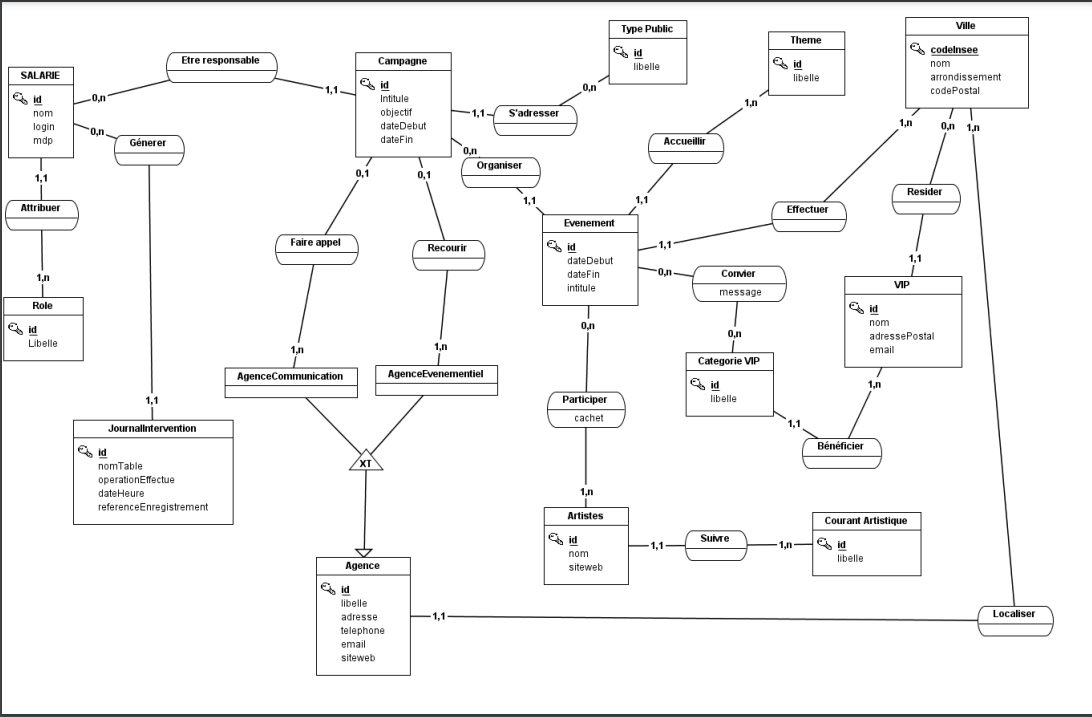 Type Public
id
libelle
Theme
id
libelle
Ville
codeInsee
nom
arrondissement
codePostal
SALARIE
id
nom
login
mdp
Etre responsable
Campagne
id
Intitule
objectif
dateDebut
dateFin
0,n
1,1
0,n
1,1
S'adresser
0,n
1,n
1,n
0,n
1,n
0,n
Génerer
Accueillir
Organiser
1,1
Attribuer
1,1
0,1
0,1
1,1
Effectuer
Resider
Evenement
id
dateDebut
dateFin
intitule
1,1
0,n
Faire appel
Recourir
Convier
message
1,1
1,n
Role
id
Libelle
VIP
id
nom
adressePostal
email
0,n
0,n
1,n
1,n
AgenceCommunication
AgenceEvenementiel
Categorie VIP
id
libelle
1,n
1,1
Participer
cachet
1,1
Bénéficier
JournalIntervention
id
nomTable
operationEffectue
dateHeure
referenceEnregistrement
XT
1,n
Artistes
id
nom
siteweb
1,1
Suivre
1,n
Courant Artistique
id
libelle
Agence
id
libelle
adresse
telephone
email
siteweb
1,1
Localiser